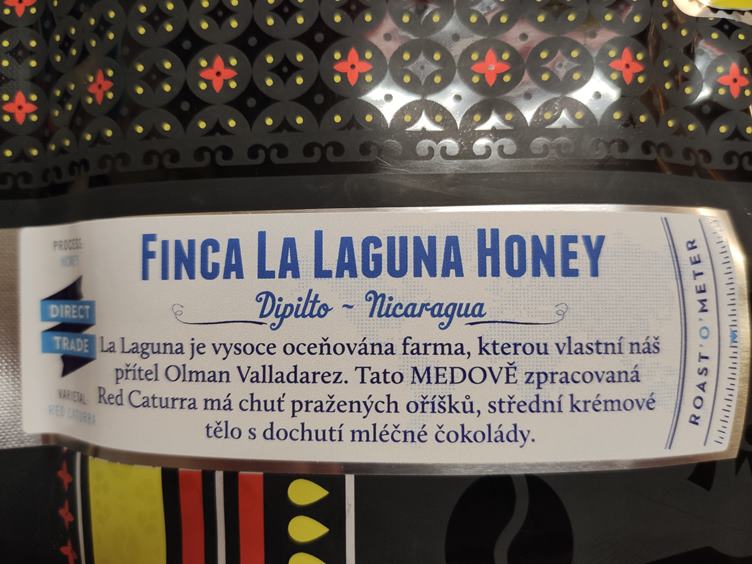 FINCA LA LAGUNA HONEY
Dipilto ~ Nicaragua
La Laguna je vysoce oceňována farma, kterou vlastní náš
přítel Olman Valladarez. Tato MEDOVĚ zpracovaná
Red Caturra má chuť pražených oříšků, střední krémové
tělo s dochutí mléčné čokolády.
PROCESS:
HONEY
DIRECT
TRADE
VARIETAL:
RED CATURRA
ROAST'O'METER